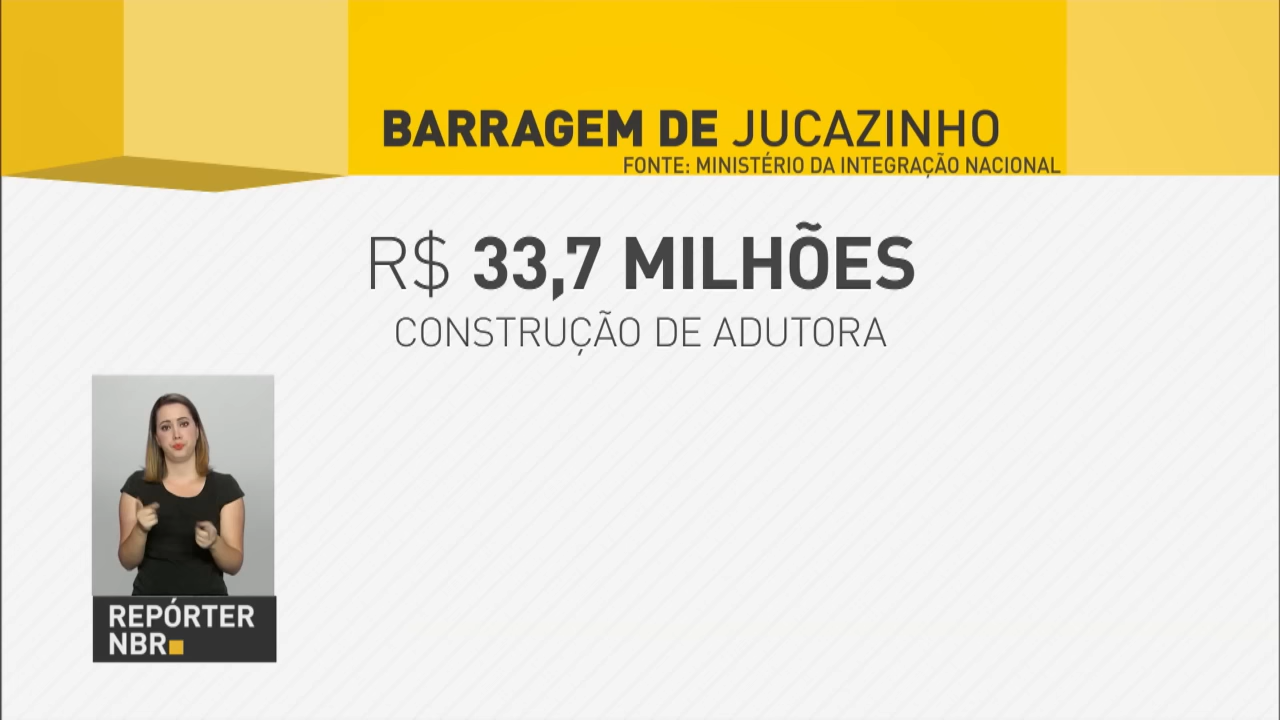 BARRAGEM DE JUCAZINHO
FONTE: MINISTÉRIO DA INTEGRAÇÃO NACIONAL
R$ 33,7 MILHÕES
CONSTRUÇÃO DE ADUTORA
REPÓRTER
NBR